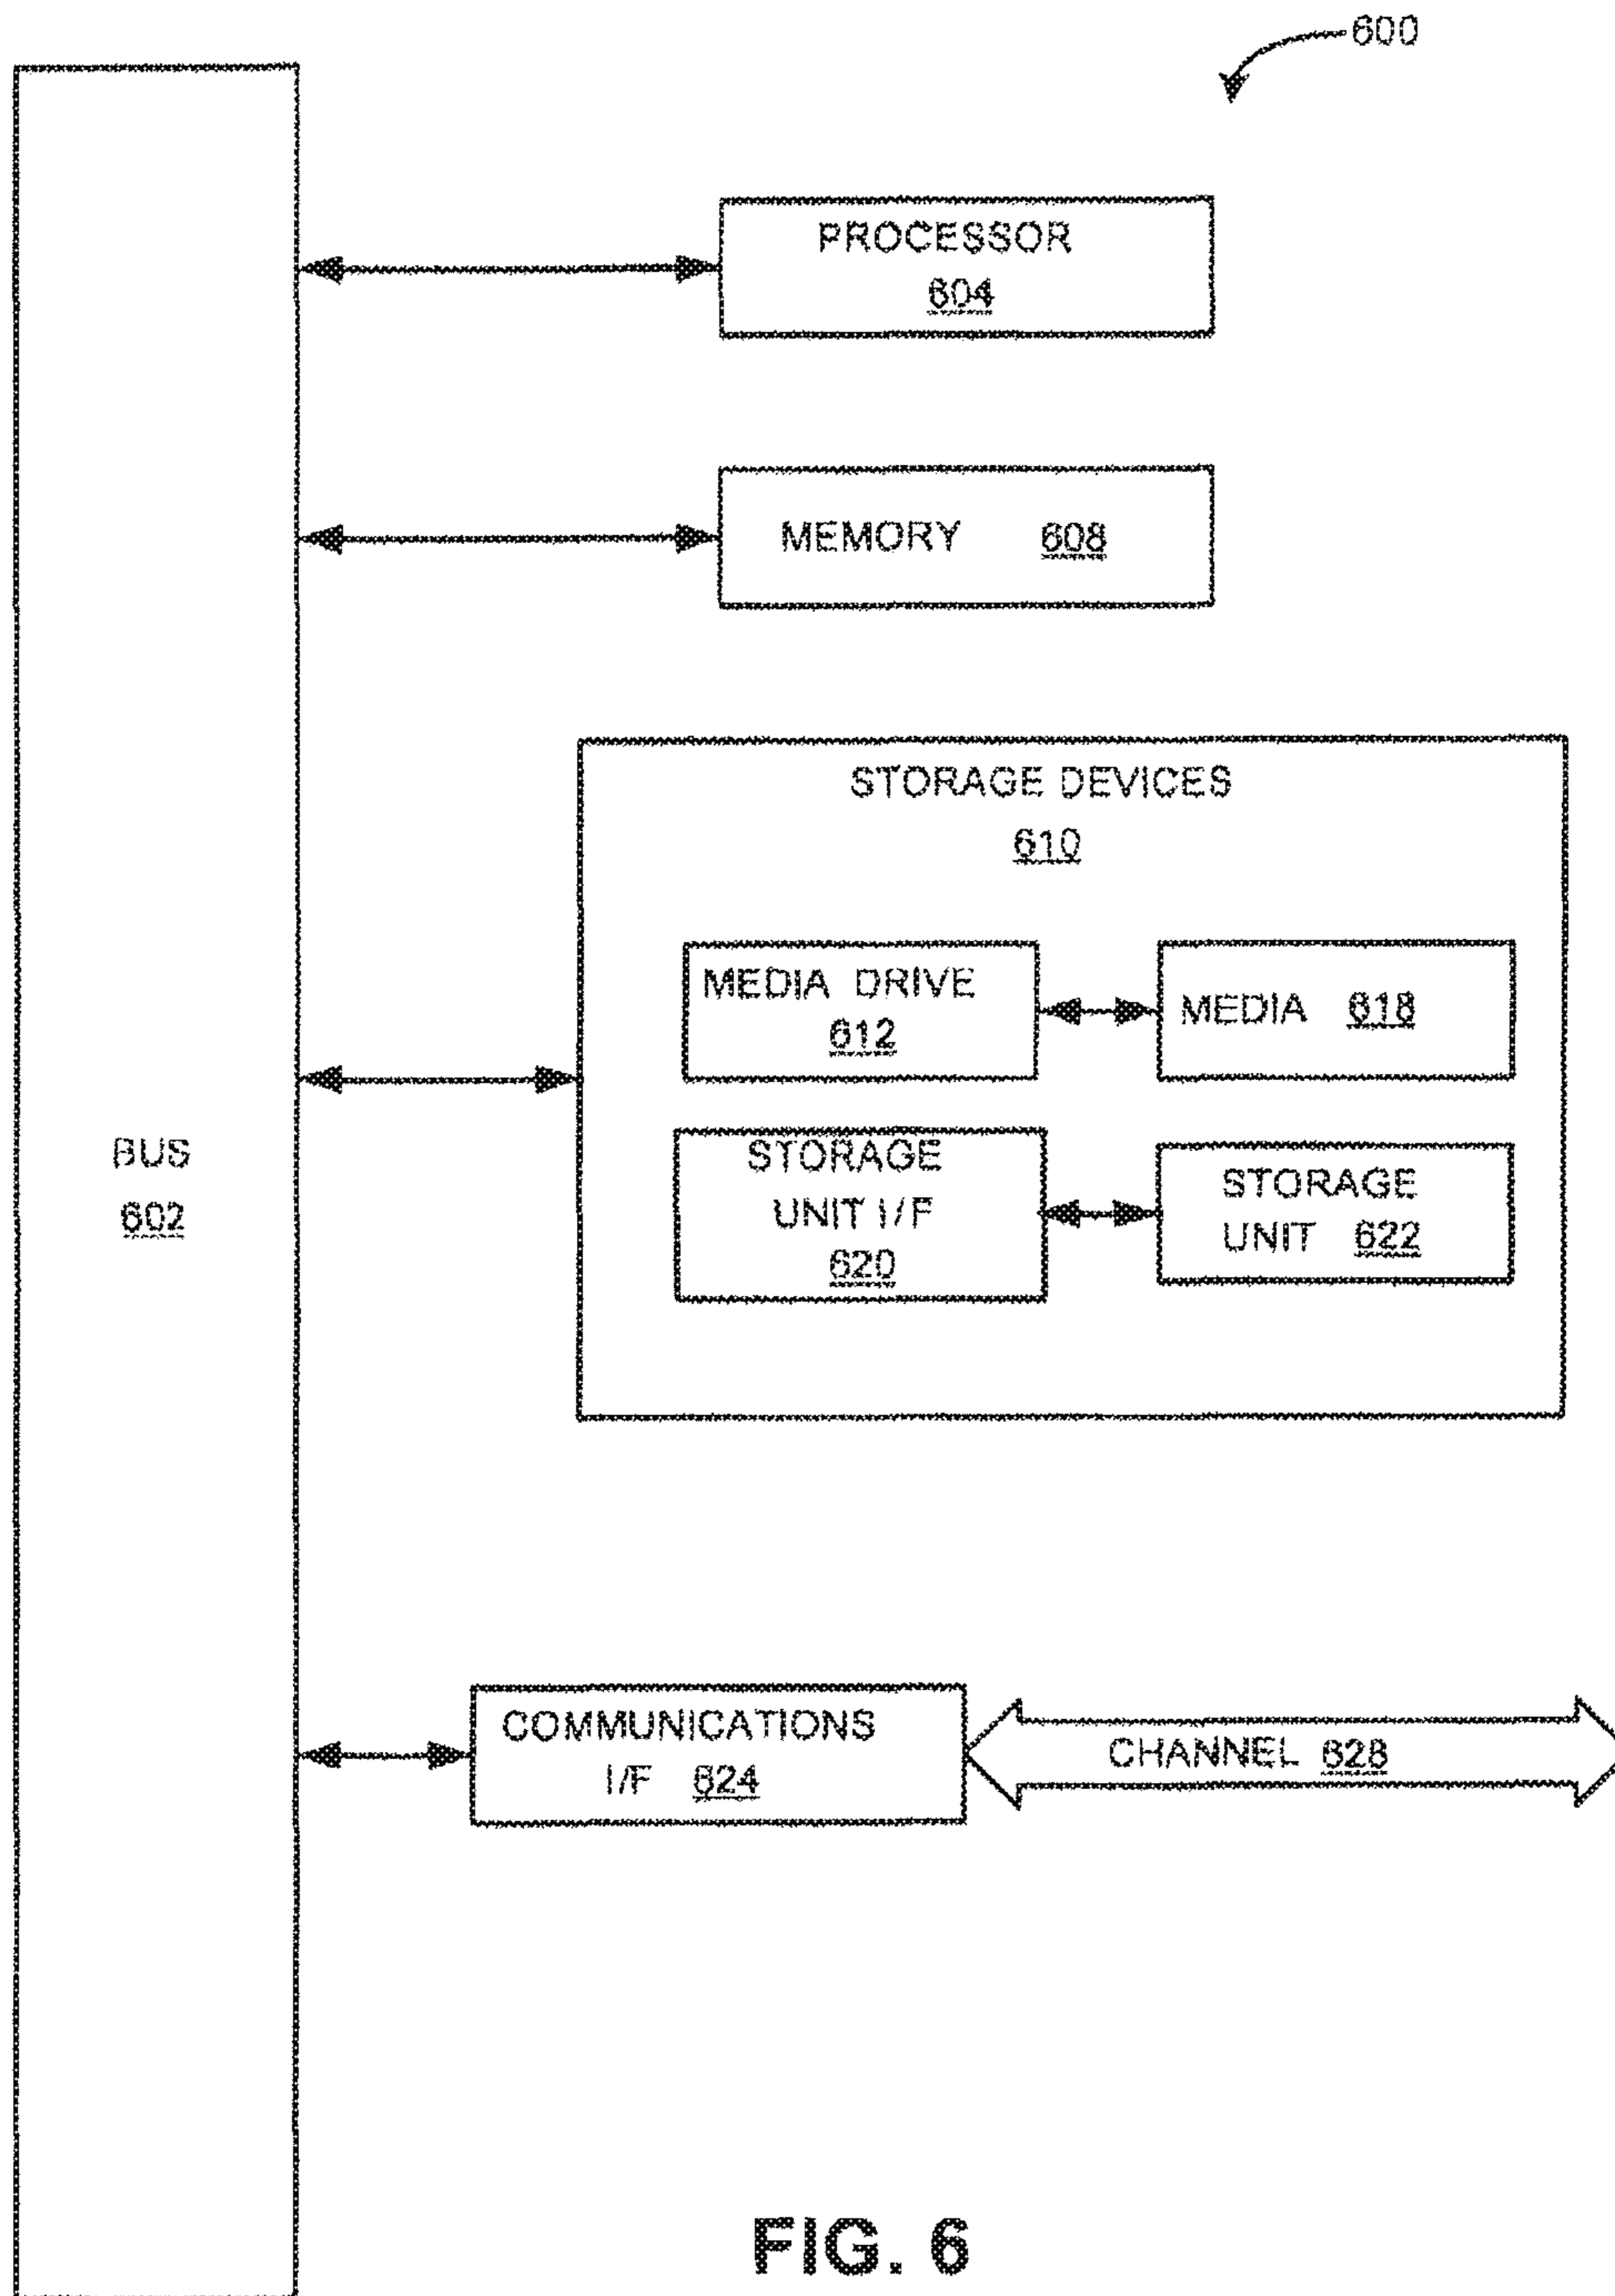 600
PROCESSOR
604
MEMORY 608
STORAGE DEVICES
610
MEDIA DRIVE
612
MEDIA 618
STORAGE
UNIT I/F
620
STORAGE
UNIT 622
BUS
602
COMMUNICATIONS
I/F 624
CHANNEL 628
FIG. 6